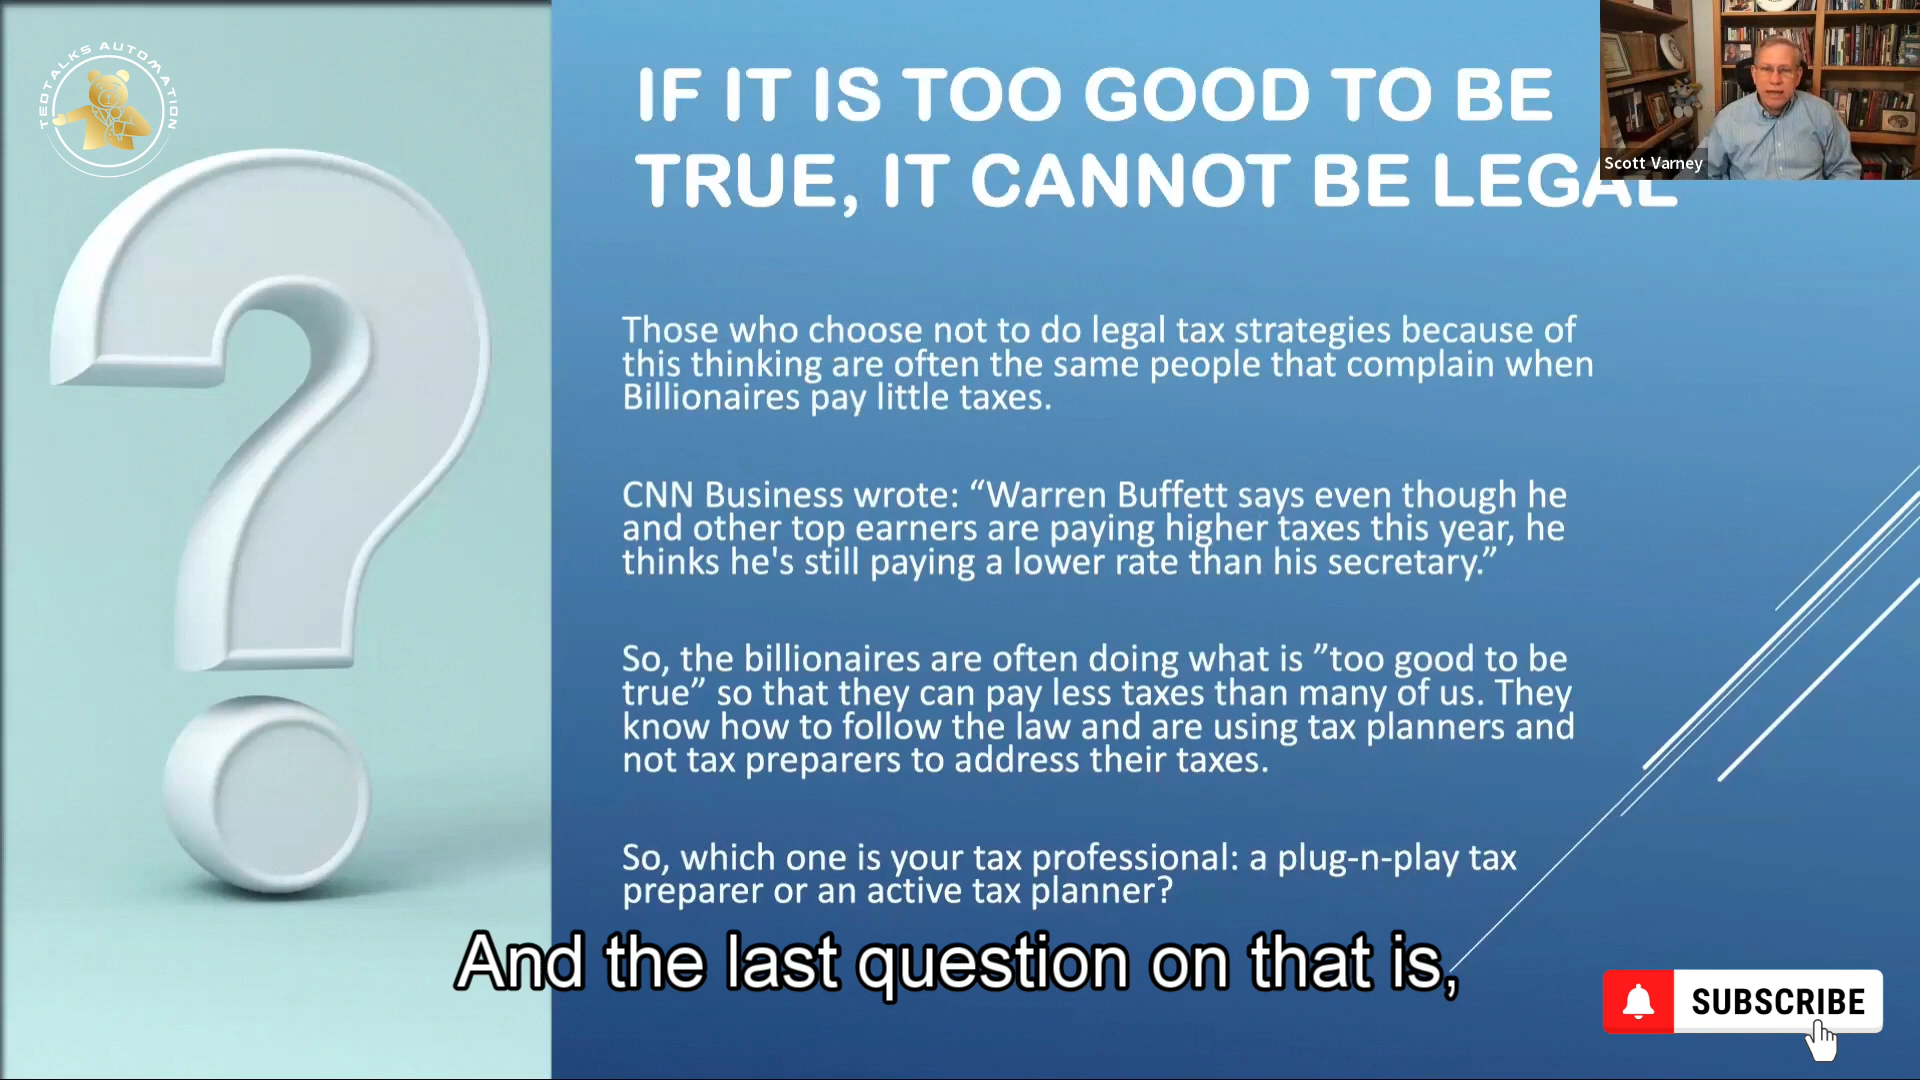 TEDTALKS AUTOMATION
IF IT IS TOO GOOD TO BE
TRUE, IT CANNOT BE LEGAL
Scott Varney
Those who choose not to do legal tax strategies because of
this thinking are often the same people that complain when
Billionaires pay little taxes.
CNN Business wrote: “Warren Buffett says even though he
and other top earners are paying higher taxes this year, he
thinks he's still paying a lower rate than his secretary.”
So, the billionaires are often doing what is ”too good to be
true” so that they can pay less taxes than many of us. They
know how to follow the law and are using tax planners and
not tax preparers to address their taxes.
So, which one is your tax professional: a plug-n-play tax
preparer or an active tax planner?
And the last question on that is,
SUBSCRIBE